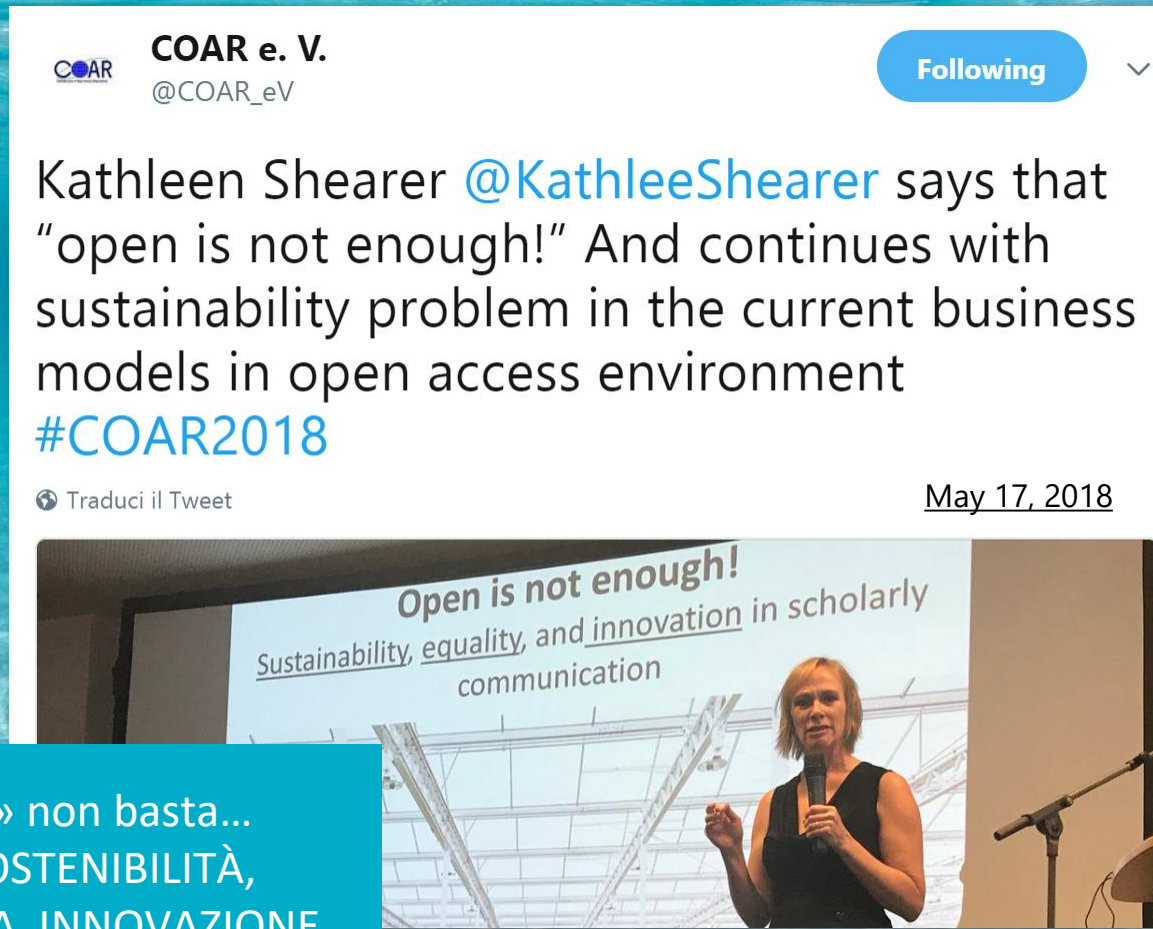 COAR
COAR e. V.
@COAR_eV
Following
Kathleen Shearer @KathleeShearer says that
“open is not enough!” And continues with
sustainability problem in the current business
models in open access environment
#COAR2018
Traduci il Tweet
May 17, 2018
Open is not enough!
Sustainability, equality, and innovation in scholarly
communication
» non basta…
OSTENIBILITÀ,
A, INNOVAZIONE